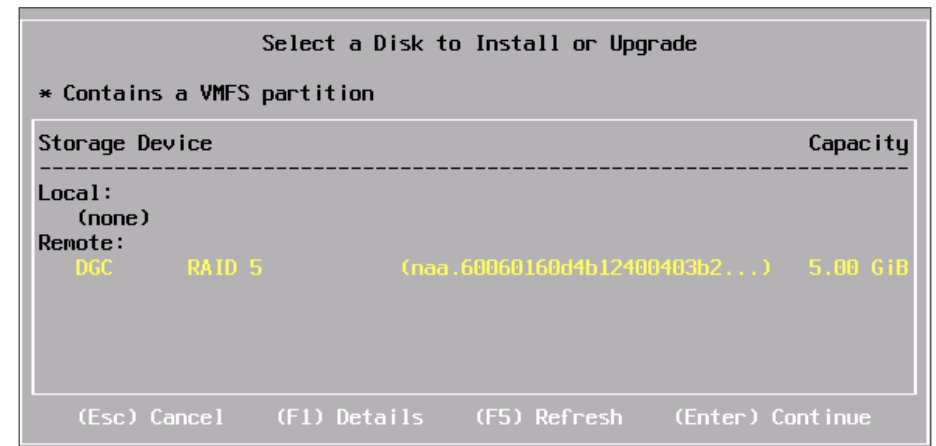 Select a Disk to Install or Upgrade
* Contains a VMFS partition
Storage Device Capacity
--------------------------------------------------------------------------------
Local:
(none)
Remote:
DGC RAID 5 (naa.60060160d4b12400403b2...) 5.00 GiB
(Esc) Cancel (F1) Details (F5) Refresh (Enter) Continue